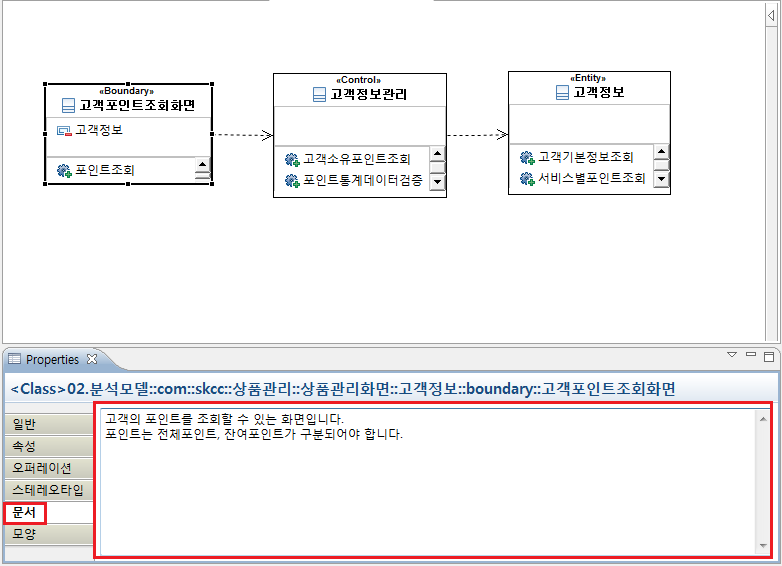 «Boundary»
고객포인트조회화면
고객정보
포인트조회
«Control»
고객정보관리
고객소유포인트조회
포인트통계데이터검증
«Entity»
고객정보
고객기본정보조회
서비스별포인트조회
Properties
<Class>02.분석모델::com::skcc::상품관리::상품관리화면::고객정보::boundary::고객포인트조회화면
일반
속성
오퍼레이션
스테레오타입
문서
모양
고객의 포인트를 조회할 수 있는 화면입니다.
포인트는 전체포인트, 잔여포인트가 구분되어야 합니다.